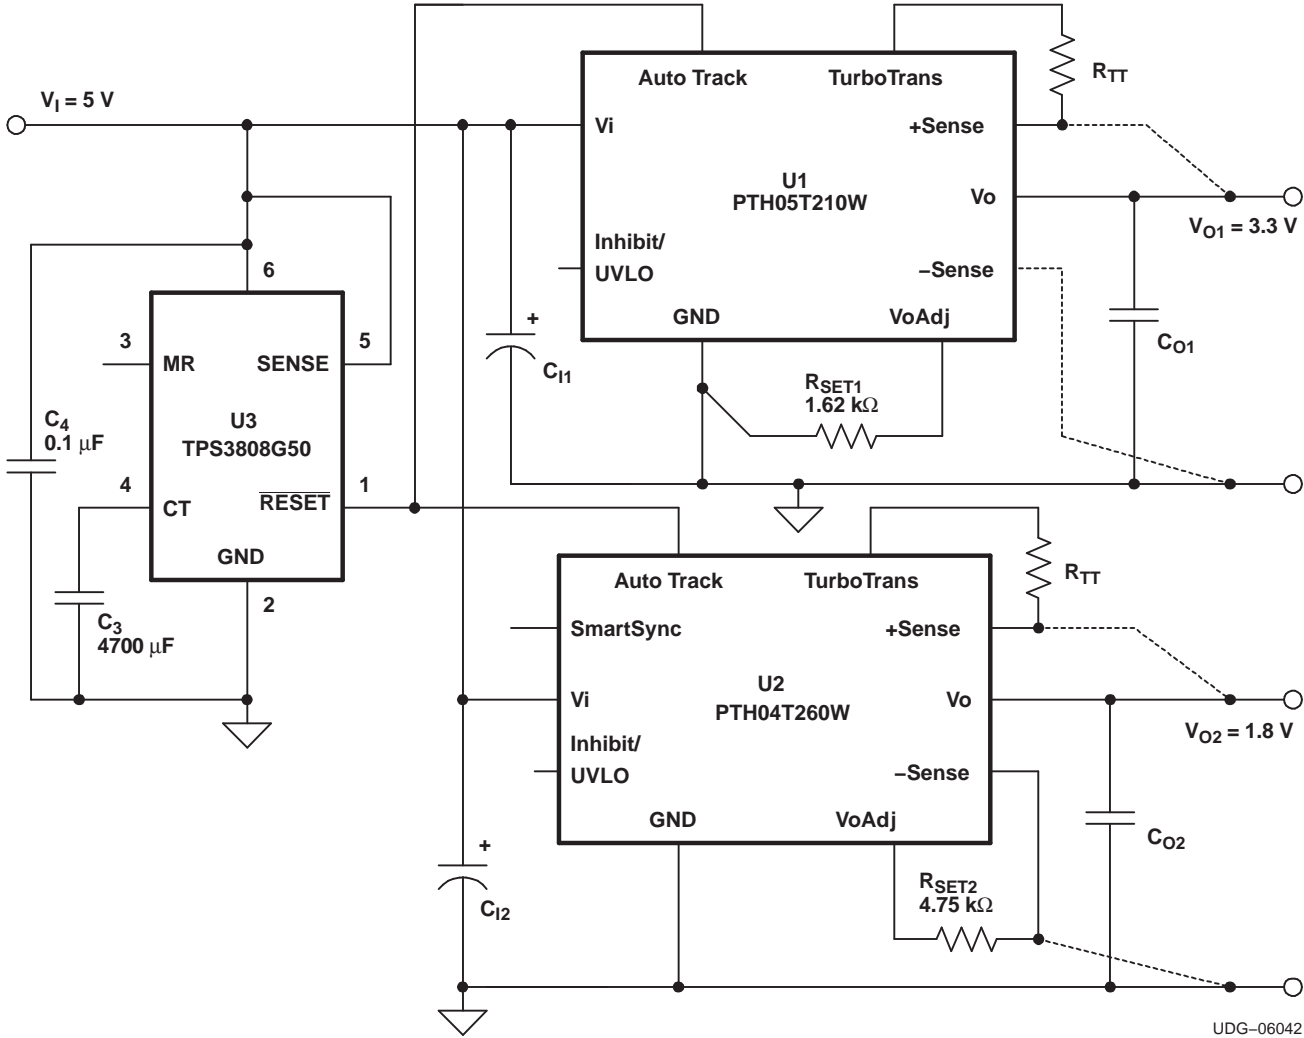 V_I = 5 V
Auto Track
TurboTrans
R_TT
Vi
+Sense
U1
PTH05T210W
Vo
V_O1 = 3.3 V
Inhibit/
UVLO
−Sense
GND
VoAdj
+
C_I1
R_SET1
1.62 kΩ
C_O1
6
3
5
MR
SENSE
U3
TPS3808G50
C_4
0.1 μF
4
1
CT
RESET
GND
2
C_3
4700 μF
Auto Track
TurboTrans
R_TT
SmartSync
+Sense
U2
PTH04T260W
Vi
Vo
V_O2 = 1.8 V
Inhibit/
UVLO
−Sense
GND
VoAdj
+
C_I2
R_SET2
4.75 kΩ
C_O2
UDG−06042